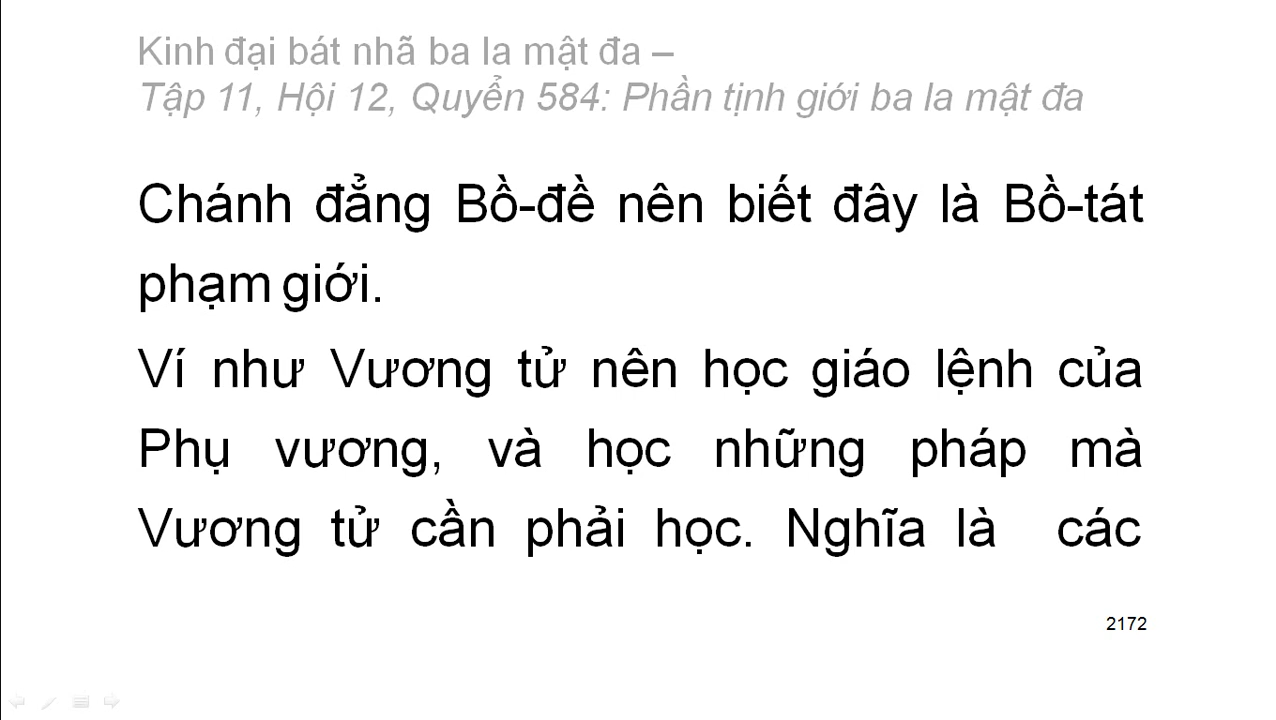 Kinh đại bát nhã ba la mật đa –
Tập 11, Hội 12, Quyển 584: Phần tịnh giới ba la mật đa
Chánh đẳng Bồ-đề nên biết đây là Bồ-tát
phạm giới.
Ví như Vương tử nên học giáo lệnh của
Phụ vương, và học những pháp mà
Vương tử cần phải học. Nghĩa là các
2172